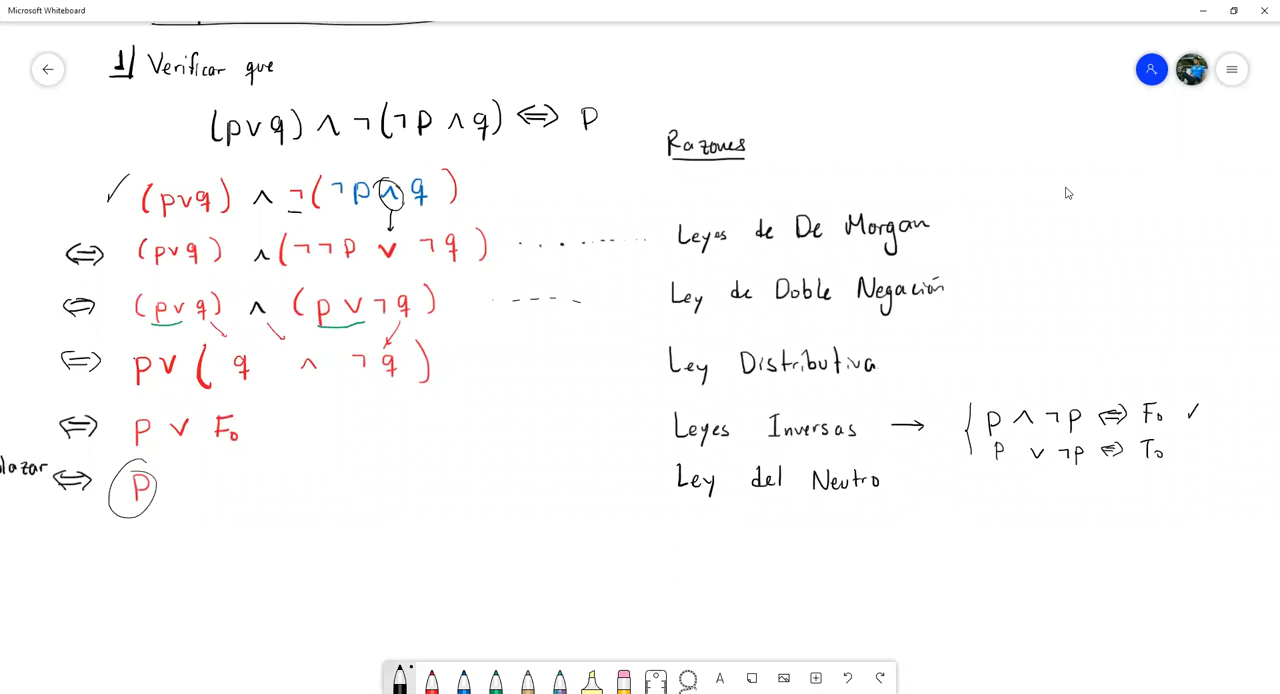 Microsoft Whiteboard
1) Verificar que
(p∨q) ∧ ¬(¬p ∧ q) ⇔ p
Razones
(p∨q) ∧ ¬(¬p ∧ q)
⇔ (p∨q) ∧ (¬¬p ∨ ¬q) Leyes de De Morgan
⇔ (p∨q) ∧ (p ∨ ¬q) Ley de Doble Negación
⇔ p∨(q ∧ ¬q) Ley Distributiva
⇔ p ∨ F₀ Leyes Inversas → { p ∧ ¬p ⇔ F₀ ✓
p ∨ ¬p ⇔ T₀
⇔ p Ley del Neutro